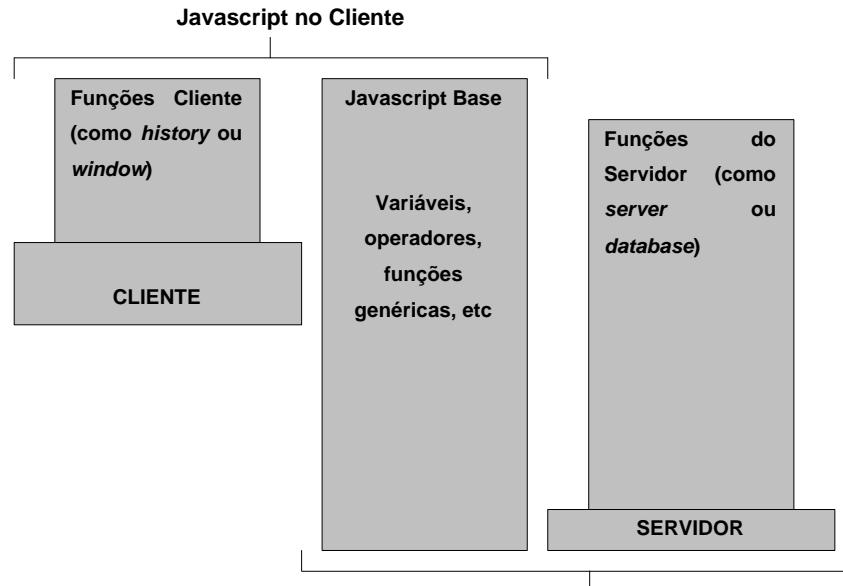 Javascript no Cliente
Funções Cliente
(como history ou
window)
CLIENTE
Javascript Base
Variáveis,
operadores,
funções
genéricas, etc
Funções do
Servidor (como
server ou
database)
SERVIDOR